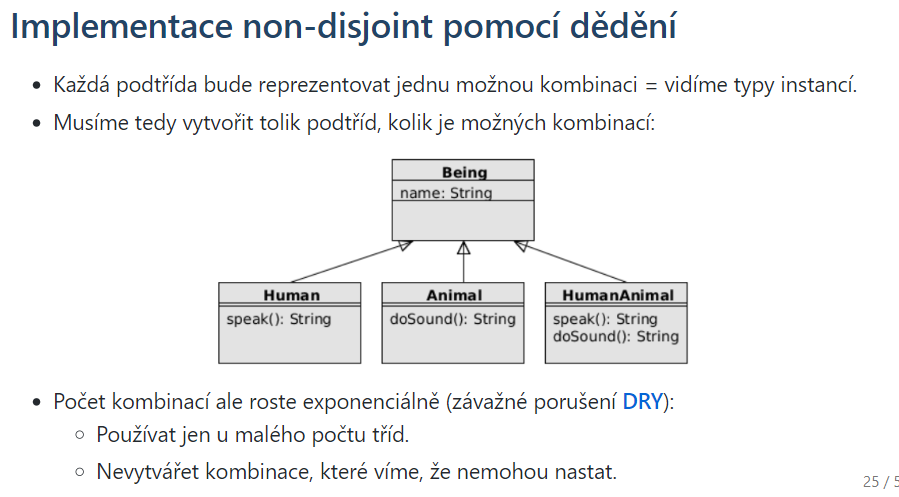 Implementace non-disjoint pomocí dědění
Každá podtřída bude reprezentovat jednu možnou kombinaci = vidíme typy instancí.
Musíme tedy vytvořit tolik podtříd, kolik je možných kombinací:
Being
name: String
Human
speak(): String
Animal
doSound(): String
HumanAnimal
speak(): String
doSound(): String
Počet kombinací ale roste exponenciálně (závažné porušení DRY):
Používat jen u malého počtu tříd.
Nevytvářet kombinace, které víme, že nemohou nastat.
25 / 5